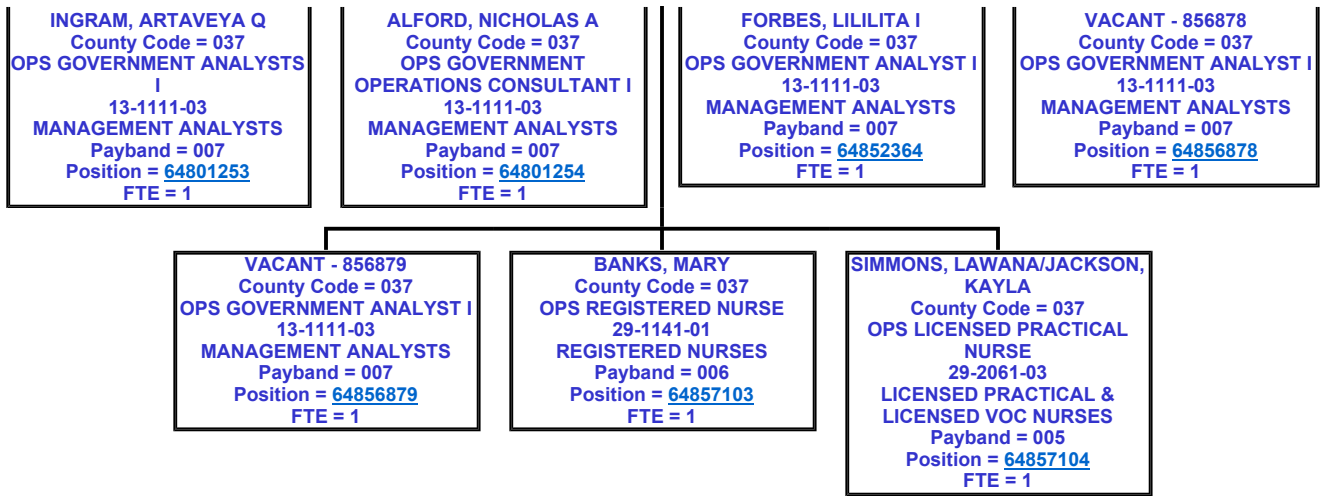 INGRAM, ARTAVEYA Q
County Code = 037
OPS GOVERNMENT ANALYSTS
I
13-1111-03
MANAGEMENT ANALYSTS
Payband = 007
Position = 64801253
FTE = 1
ALFORD, NICHOLAS A
County Code = 037
OPS GOVERNMENT
OPERATIONS CONSULTANT I
13-1111-03
MANAGEMENT ANALYSTS
Payband = 007
Position = 64801254
FTE = 1
FORBES, LILILITA I
County Code = 037
OPS GOVERNMENT ANALYST I
13-1111-03
MANAGEMENT ANALYSTS
Payband = 007
Position = 64852364
FTE = 1
VACANT - 856878
County Code = 037
OPS GOVERNMENT ANALYST I
13-1111-03
MANAGEMENT ANALYSTS
Payband = 007
Position = 64856878
FTE = 1
VACANT - 856879
County Code = 037
OPS GOVERNMENT ANALYST I
13-1111-03
MANAGEMENT ANALYSTS
Payband = 007
Position = 64856879
FTE = 1
BANKS, MARY
County Code = 037
OPS REGISTERED NURSE
29-1141-01
REGISTERED NURSES
Payband = 006
Position = 64857103
FTE = 1
SIMMONS, LAWANA/JACKSON,
KAYLA
County Code = 037
OPS LICENSED PRACTICAL
NURSE
29-2061-03
LICENSED PRACTICAL &
LICENSED VOC NURSES
Payband = 005
Position = 64857104
FTE = 1